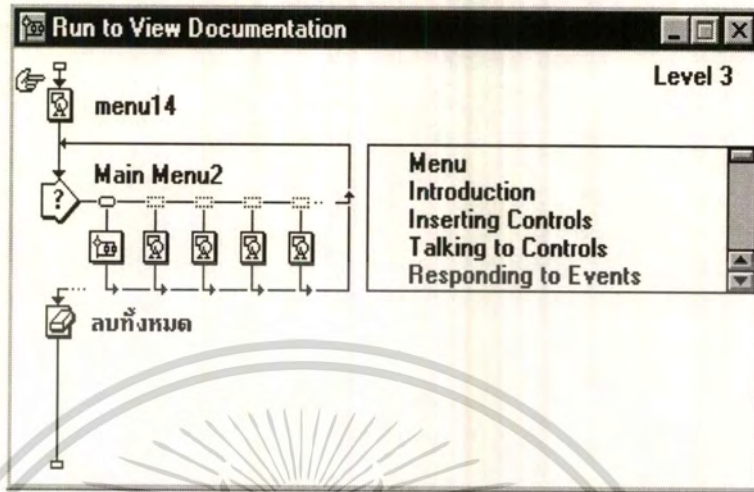 Run to View Documentation
Level 3
menu14
Main Menu2
?
Menu
Introduction
Inserting Controls
Talking to Controls
Responding to Events
ลบทั้งหมด